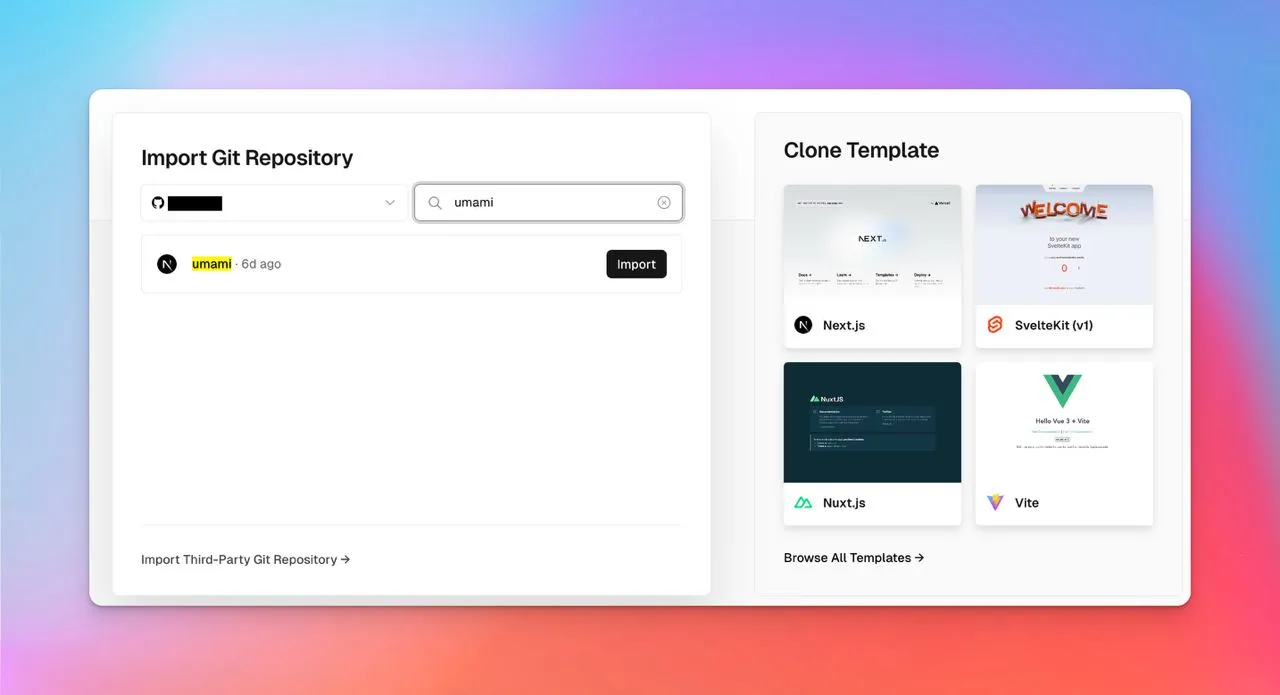 Import Git Repository
umami
umami · 6d ago
Import
Import Third-Party Git Repository →
Clone Template
NEXT.js
Docs →
Learn →
Templates →
Deploy →
Next.js
WELCOME
to your new
SvelteKit app
0
SvelteKit (v1)
NuxtJS
Nuxt.js
Hello Vue 3 + Vite
Vite
Browse All Templates →